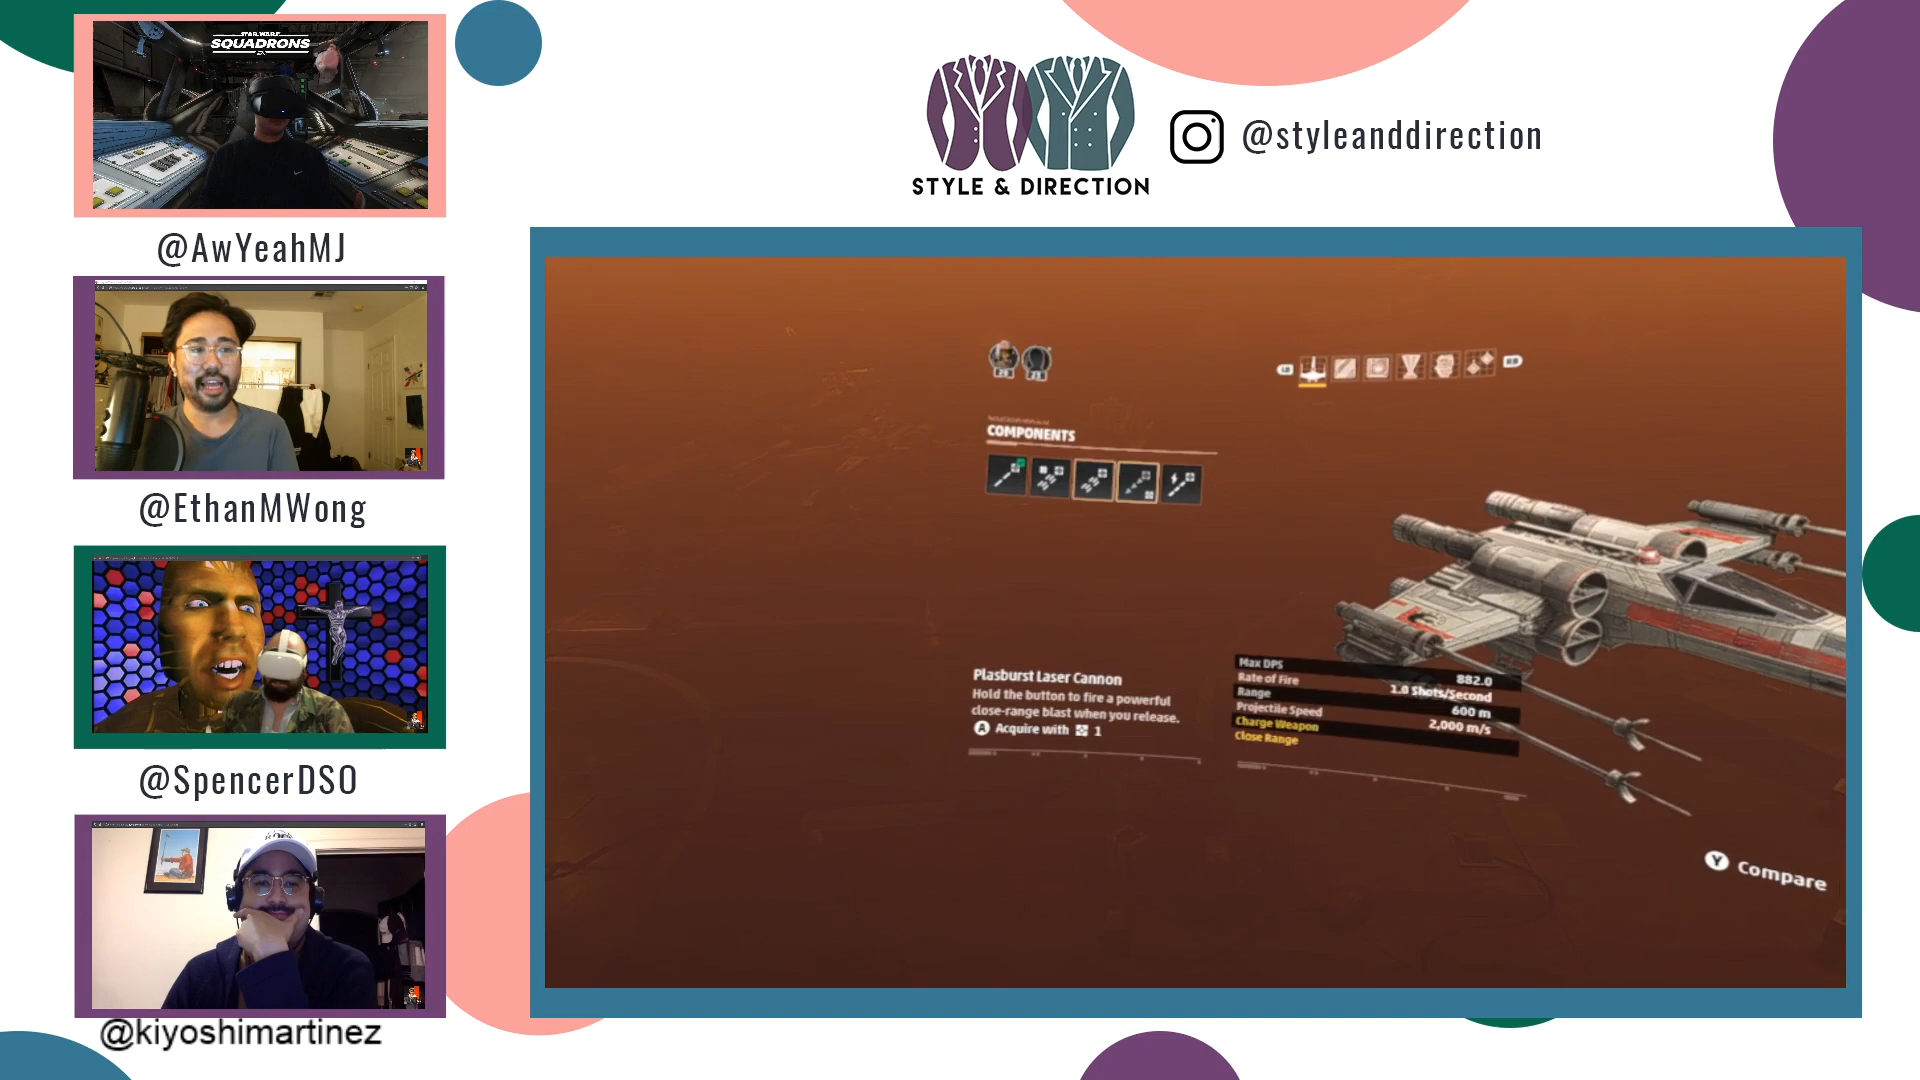 STAR WARS
SQUADRONS
@AwYeahMJ
@EthanMWong
@SpencerDSO
@kiyoshimartinez
STYLE & DIRECTION
@styleanddirection
COMPONENTS
Plasburst Laser Cannon
Hold the button to fire a powerful
close-range blast when you release.
A Acquire with 1
Max DPS 882.0
Rate of Fire 1.0 Shots/Second
Range 600 m
Projectile Speed 2,000 m/s
Charge Weapon
Close Range
Y Compare